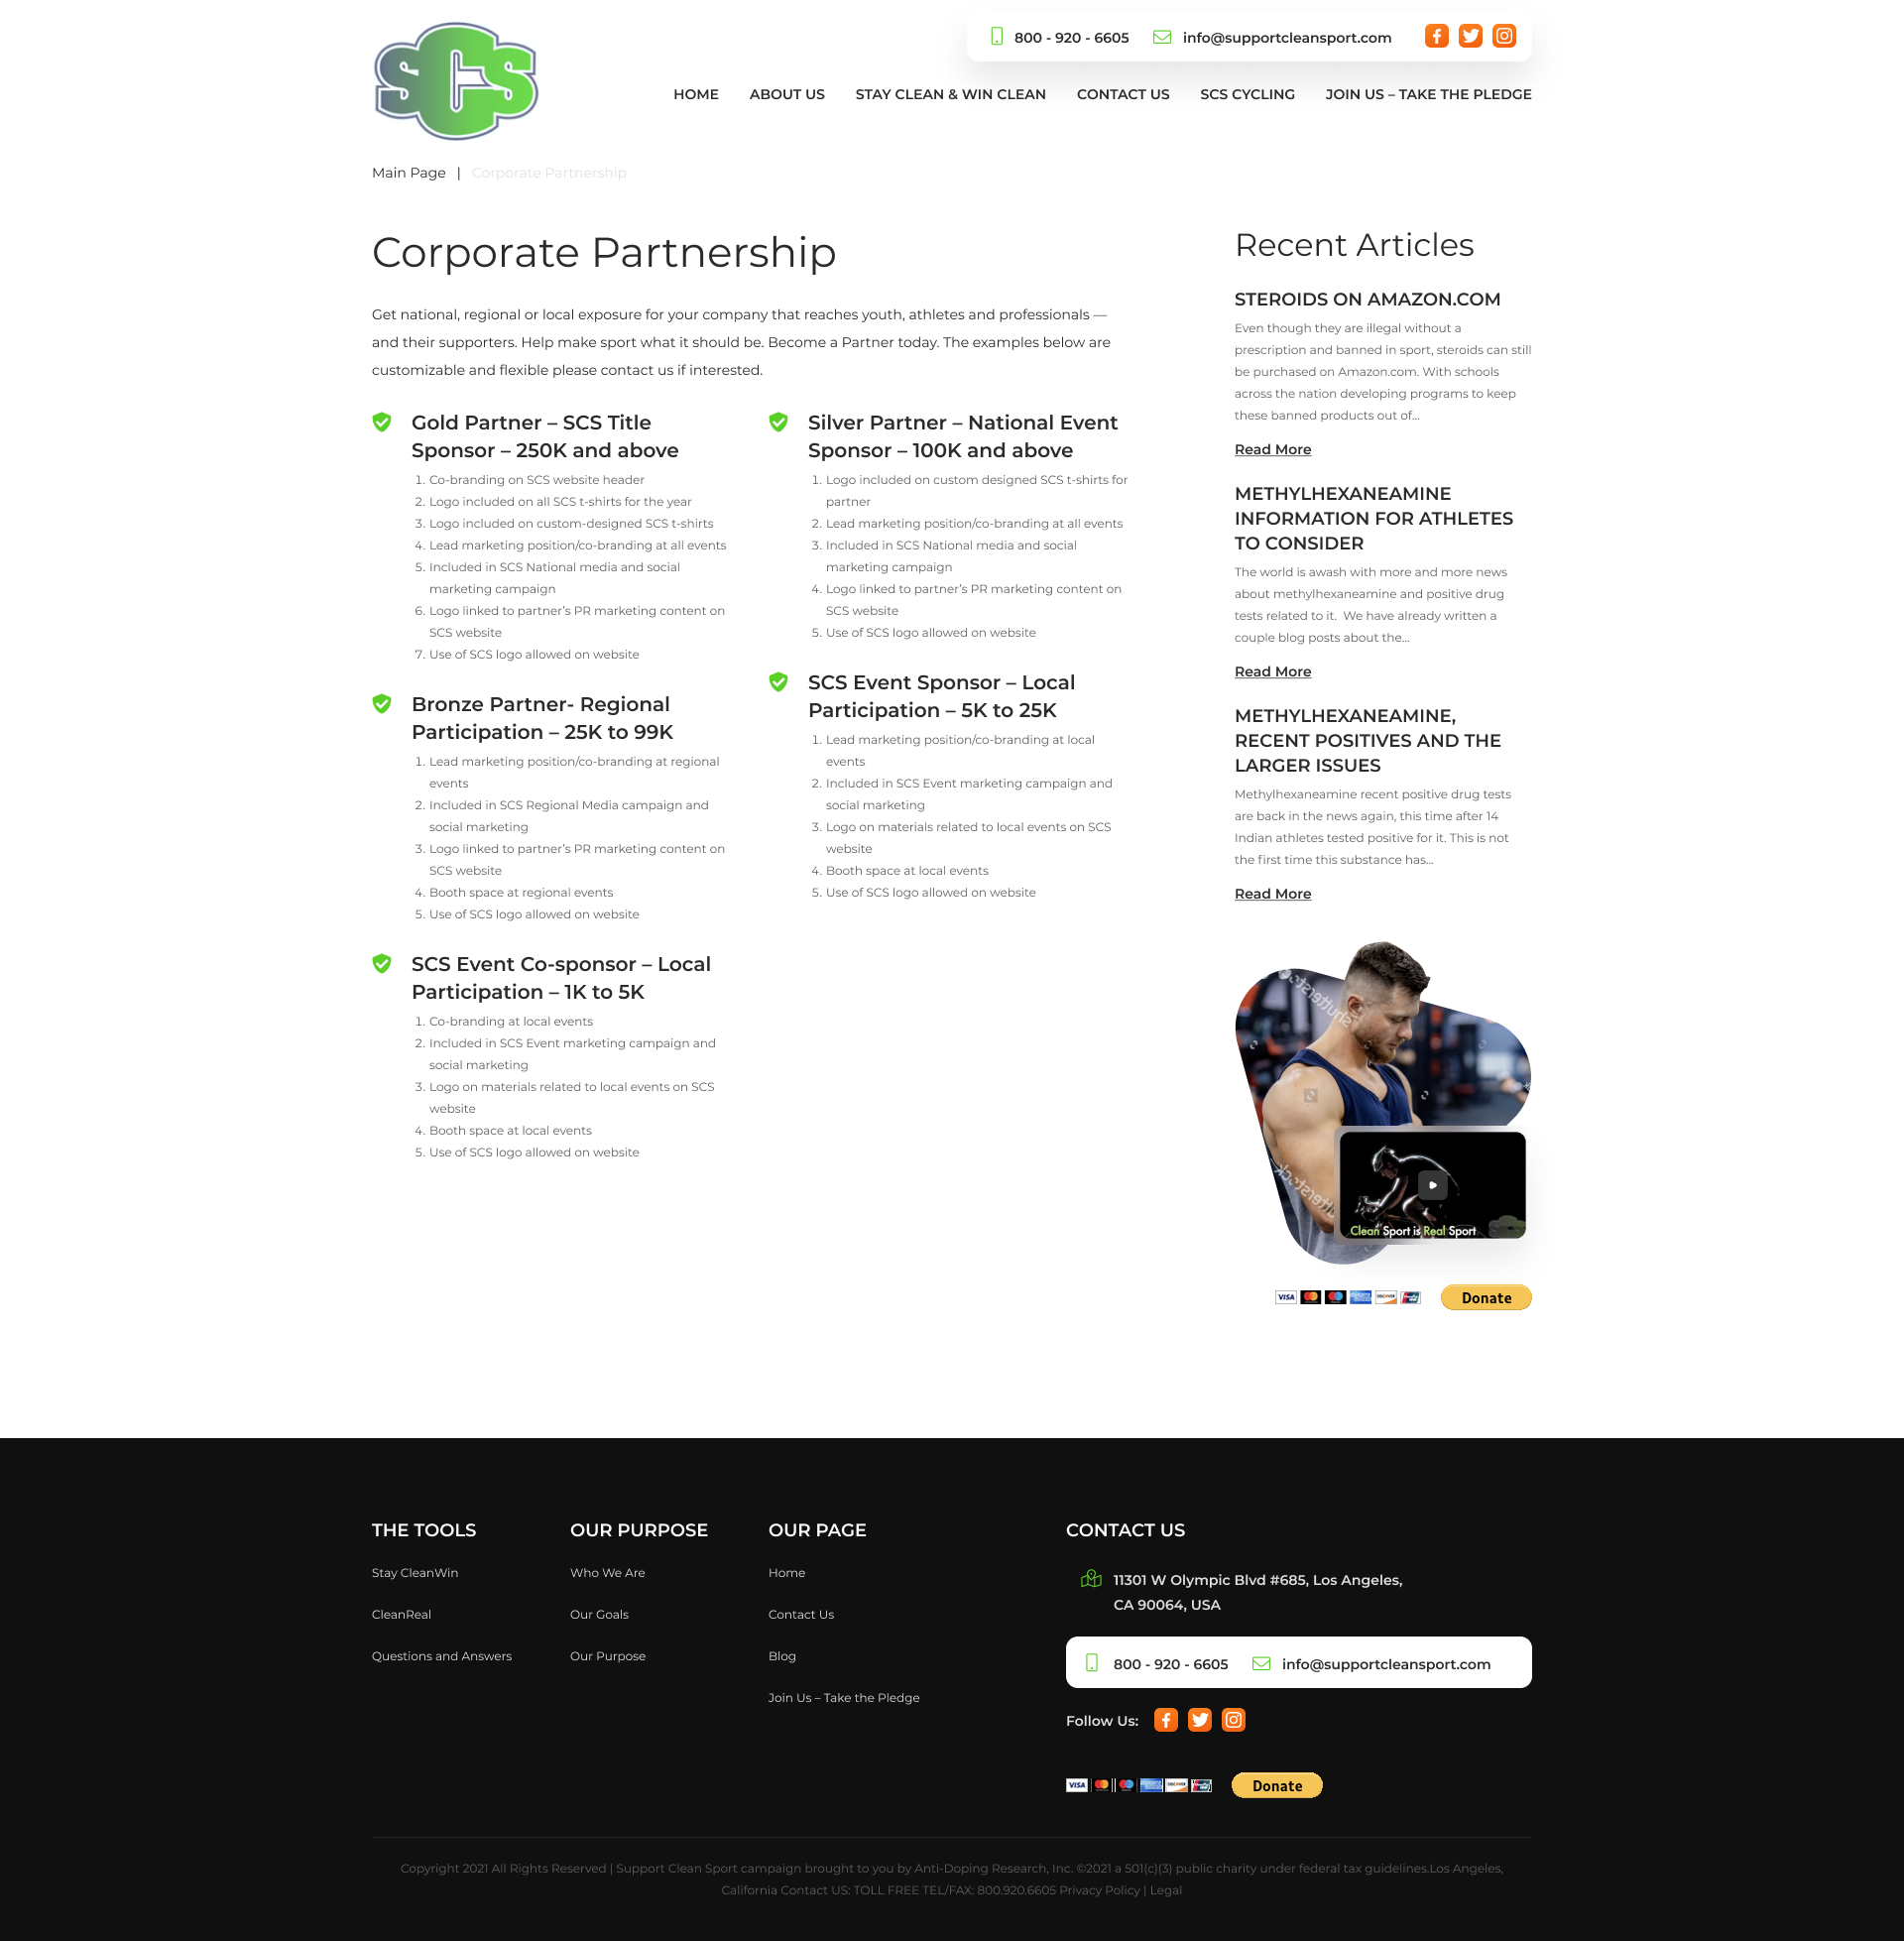 SCS
800 - 920 - 6605
info@supportcleansport.com
HOME
ABOUT US
STAY CLEAN & WIN CLEAN
CONTACT US
SCS CYCLING
JOIN US – TAKE THE PLEDGE
Main Page | Corporate Partnership
Corporate Partnership
Get national, regional or local exposure for your company that reaches youth, athletes and professionals —
and their supporters. Help make sport what it should be. Become a Partner today. The examples below are
customizable and flexible please contact us if interested.
Gold Partner – SCS Title
Sponsor – 250K and above
1. Co-branding on SCS website header
2. Logo included on all SCS t-shirts for the year
3. Logo included on custom-designed SCS t-shirts
4. Lead marketing position/co-branding at all events
5. Included in SCS National media and social
marketing campaign
6. Logo linked to partner's PR marketing content on
SCS website
7. Use of SCS logo allowed on website
Silver Partner – National Event
Sponsor – 100K and above
1. Logo included on custom designed SCS t-shirts for
partner
2. Lead marketing position/co-branding at all events
3. Included in SCS National media and social
marketing campaign
4. Logo linked to partner's PR marketing content on
SCS website
5. Use of SCS logo allowed on website
Bronze Partner- Regional
Participation – 25K to 99K
1. Lead marketing position/co-branding at regional
events
2. Included in SCS Regional Media campaign and
social marketing
3. Logo linked to partner's PR marketing content on
SCS website
4. Booth space at regional events
5. Use of SCS logo allowed on website
SCS Event Sponsor – Local
Participation – 5K to 25K
1. Lead marketing position/co-branding at local
events
2. Included in SCS Event marketing campaign and
social marketing
3. Logo on materials related to local events on SCS
website
4. Booth space at local events
5. Use of SCS logo allowed on website
SCS Event Co-sponsor – Local
Participation – 1K to 5K
1. Co-branding at local events
2. Included in SCS Event marketing campaign and
social marketing
3. Logo on materials related to local events on SCS
website
4. Booth space at local events
5. Use of SCS logo allowed on website
Recent Articles
STEROIDS ON AMAZON.COM
Even though they are illegal without a
prescription and banned in sport, steroids can still
be purchased on Amazon.com. With schools
across the nation developing programs to keep
these banned products out of...
Read More
METHYLHEXANEAMINE
INFORMATION FOR ATHLETES
TO CONSIDER
The world is awash with more and more news
about methylhexaneamine and positive drug
tests related to it. We have already written a
couple blog posts about the...
Read More
METHYLHEXANEAMINE,
RECENT POSITIVES AND THE
LARGER ISSUES
Methylhexaneamine recent positive drug tests
are back in the news again, this time after 14
Indian athletes tested positive for it. This is not
the first time this substance has...
Read More
shutterstock
Clean Sport is Real Sport
VISA
DISCOVER
Donate
THE TOOLS
Stay CleanWin
CleanReal
Questions and Answers
OUR PURPOSE
Who We Are
Our Goals
Our Purpose
OUR PAGE
Home
Contact Us
Blog
Join Us – Take the Pledge
CONTACT US
11301 W Olympic Blvd #685, Los Angeles,
CA 90064, USA
800 - 920 - 6605
info@supportcleansport.com
Follow Us:
VISA
DISCOVER
Donate
Copyright 2021 All Rights Reserved | Support Clean Sport campaign brought to you by Anti-Doping Research, Inc. ©2021 a 501(c)(3) public charity under federal tax guidelines.Los Angeles,
California Contact US: TOLL FREE TEL/FAX: 800.920.6605 Privacy Policy | Legal